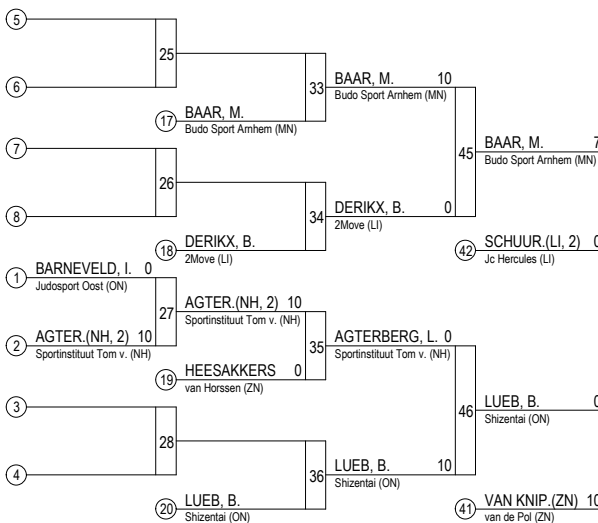 5
25
6
33
BAAR, M. 10
Budo Sport Arnhem (MN)
17
BAAR, M.
Budo Sport Arnhem (MN)
45
BAAR, M. 7
Budo Sport Arnhem (MN)
7
26
8
34
DERIKX, B. 0
2Move (LI)
18
DERIKX, B.
2Move (LI)
42
SCHUUR.(LI, 2) 0
Jc Hercules (LI)
1
BARNEVELD, I. 0
Judosport Oost (ON)
27
AGTER.(NH, 2) 10
Sportinstituut Tom v. (NH)
2
AGTER.(NH, 2) 10
Sportinstituut Tom v. (NH)
35
AGTERBERG, L. 0
Sportinstituut Tom v. (NH)
19
HEESAKKERS 0
van Horssen (ZN)
46
LUEB, B. 0
Shizentai (ON)
3
28
4
36
LUEB, B. 10
Shizentai (ON)
20
LUEB, B.
Shizentai (ON)
41
VAN KNIP.(ZN) 10
van de Pol (ZN)